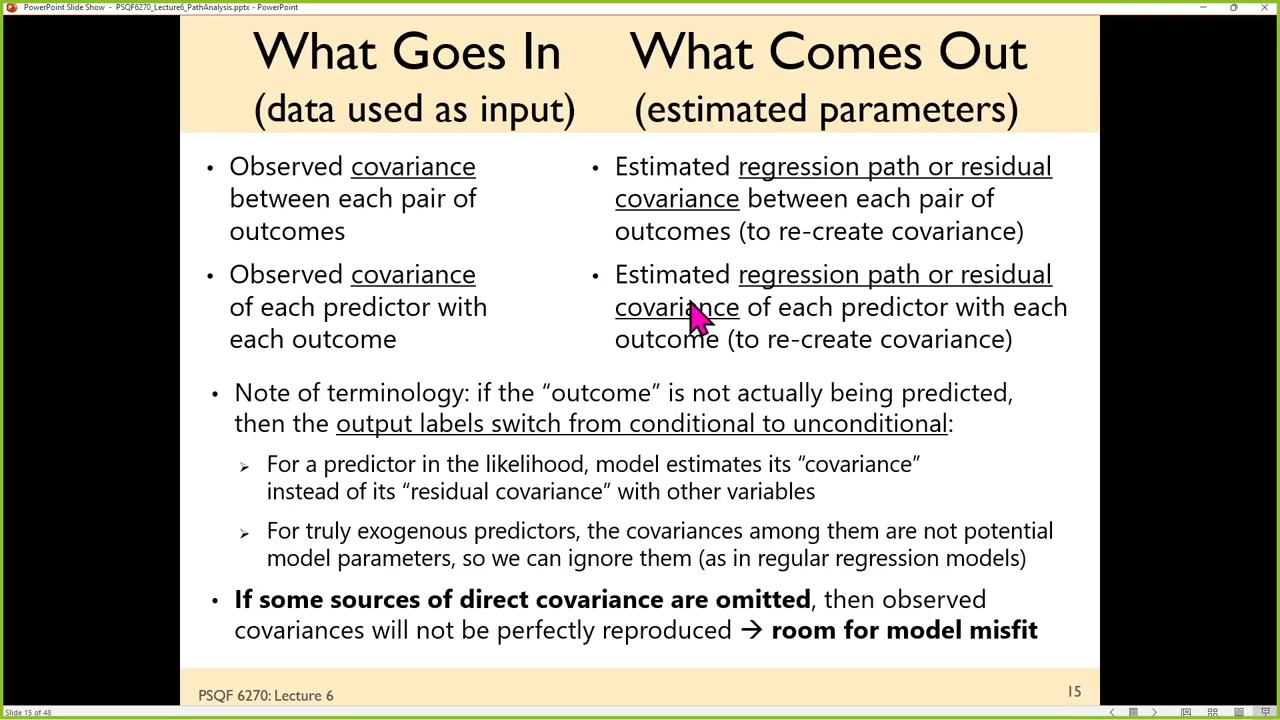 PowerPoint Slide Show - PSQF6270_Lecture6_PathAnalysis.pptx - PowerPoint
What Goes In
(data used as input)
What Comes Out
(estimated parameters)
• Observed covariance
between each pair of
outcomes
• Observed covariance
of each predictor with
each outcome
• Estimated regression path or residual
covariance between each pair of
outcomes (to re-create covariance)
• Estimated regression path or residual
covariance of each predictor with each
outcome (to re-create covariance)
• Note of terminology: if the “outcome” is not actually being predicted,
then the output labels switch from conditional to unconditional:
➢ For a predictor in the likelihood, model estimates its “covariance”
instead of its “residual covariance” with other variables
➢ For truly exogenous predictors, the covariances among them are not potential
model parameters, so we can ignore them (as in regular regression models)
• If some sources of direct covariance are omitted, then observed
covariances will not be perfectly reproduced → room for model misfit
PSQF 6270: Lecture 6
15
Slide 15 of 48